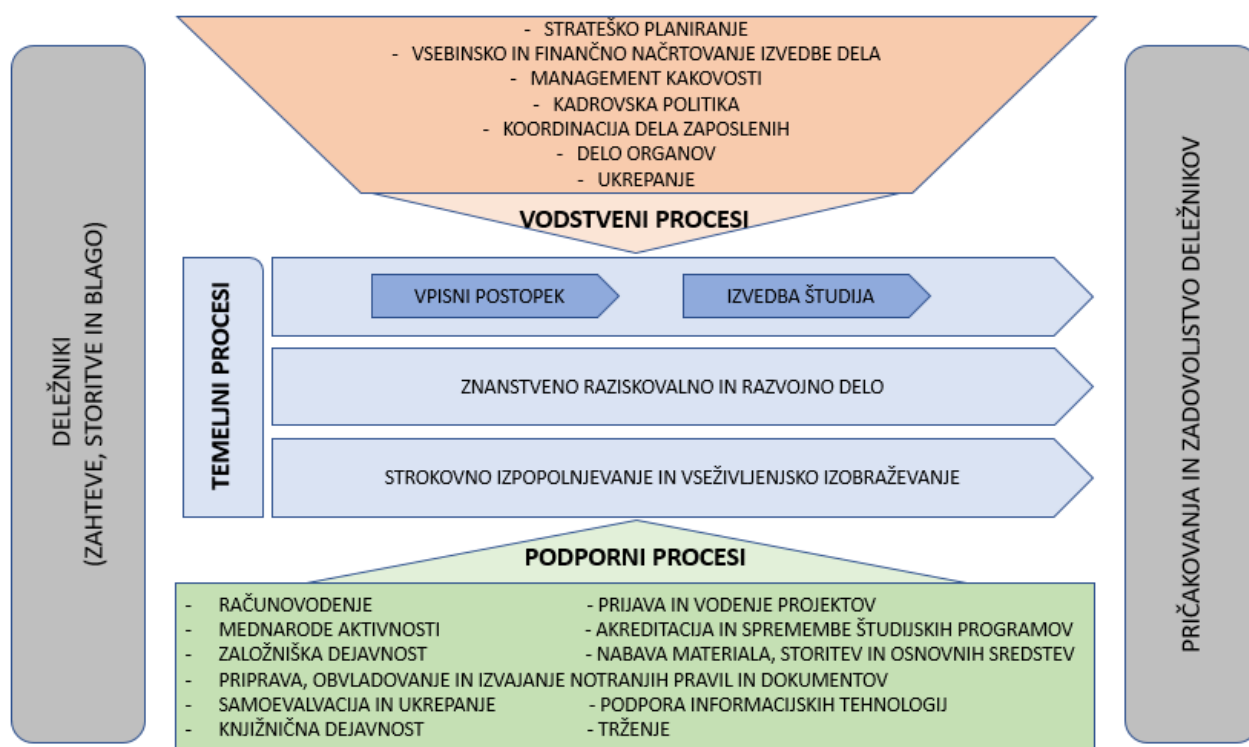 DELEŽNIKI
(ZAHTEVE, STORITVE IN BLAGO)
- STRATEŠKO PLANIRANJE
- VSEBINSKO IN FINANČNO NAČRTOVANJE IZVEDBE DELA
- MANAGEMENT KAKOVOSTI
- KADROVSKA POLITIKA
- KOORDINACIJA DELA ZAPOSLENIH
- DELO ORGANOV
- UKREPANJE
VODSTVENI PROCESI
TEMELJNI PROCESI
VPISNI POSTOPEK
IZVEDBA ŠTUDIJA
ZNANSTVENO RAZISKOVALNO IN RAZVOJNO DELO
STROKOVNO IZPOPOLNJEVANJE IN VSEŽIVLJENJSKO IZOBRAŽEVANJE
PODPORNI PROCESI
- RAČUNOVODENJE - PRIJAVA IN VODENJE PROJEKTOV
- MEDNARODE AKTIVNOSTI - AKREDITACIJA IN SPREMEMBE ŠTUDIJSKIH PROGRAMOV
- ZALOŽNIŠKA DEJAVNOST - NABAVA MATERIALA, STORITEV IN OSNOVNIH SREDSTEV
- PRIPRAVA, OBVLADOVANJE IN IZVAJANJE NOTRANJIH PRAVIL IN DOKUMENTOV
- SAMOEVALVACIJA IN UKREPANJE - PODPORA INFORMACIJSKIH TEHNOLOGIJ
- KNJIŽNIČNA DEJAVNOST - TRŽENJE
PRIČAKOVANJA IN ZADOVOLJSTVO DELEŽNIKOV